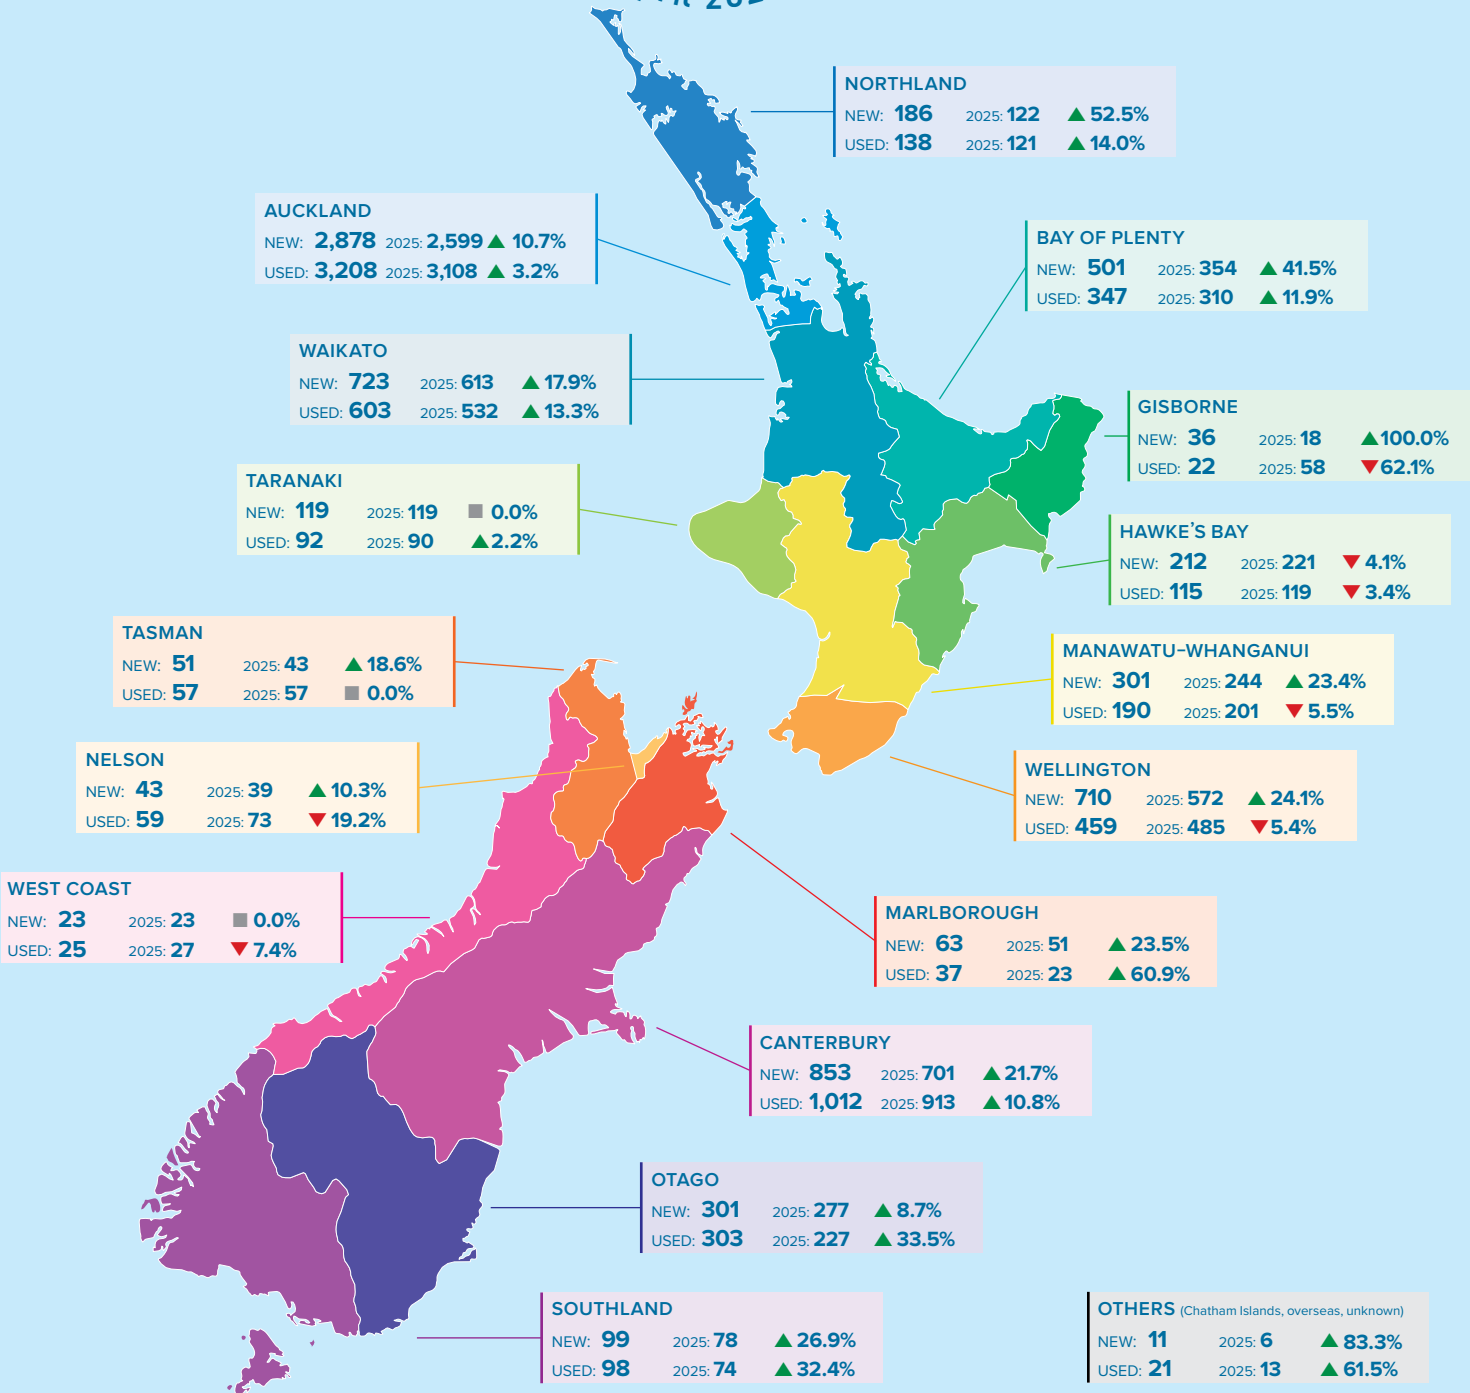 NORTHLAND
NEW: 186 2025: 122 ▲ 52.5%
USED: 138 2025: 121 ▲ 14.0%
AUCKLAND
NEW: 2,878 2025: 2,599 ▲ 10.7%
USED: 3,208 2025: 3,108 ▲ 3.2%
BAY OF PLENTY
NEW: 501 2025: 354 ▲ 41.5%
USED: 347 2025: 310 ▲ 11.9%
WAIKATO
NEW: 723 2025: 613 ▲ 17.9%
USED: 603 2025: 532 ▲ 13.3%
GISBORNE
NEW: 36 2025: 18 ▲ 100.0%
USED: 22 2025: 58 ▼ 62.1%
TARANAKI
NEW: 119 2025: 119 ■ 0.0%
USED: 92 2025: 90 ▲ 2.2%
HAWKE'S BAY
NEW: 212 2025: 221 ▼ 4.1%
USED: 115 2025: 119 ▼ 3.4%
TASMAN
NEW: 51 2025: 43 ▲ 18.6%
USED: 57 2025: 57 ■ 0.0%
MANAWATU-WHANGANUI
NEW: 301 2025: 244 ▲ 23.4%
USED: 190 2025: 201 ▼ 5.5%
NELSON
NEW: 43 2025: 39 ▲ 10.3%
USED: 59 2025: 73 ▼ 19.2%
WELLINGTON
NEW: 710 2025: 572 ▲ 24.1%
USED: 459 2025: 485 ▼ 5.4%
WEST COAST
NEW: 23 2025: 23 ■ 0.0%
USED: 25 2025: 27 ▼ 7.4%
MARLBOROUGH
NEW: 63 2025: 51 ▲ 23.5%
USED: 37 2025: 23 ▲ 60.9%
CANTERBURY
NEW: 853 2025: 701 ▲ 21.7%
USED: 1,012 2025: 913 ▲ 10.8%
OTAGO
NEW: 301 2025: 277 ▲ 8.7%
USED: 303 2025: 227 ▲ 33.5%
SOUTHLAND
NEW: 99 2025: 78 ▲ 26.9%
USED: 98 2025: 74 ▲ 32.4%
OTHERS (Chatham Islands, overseas, unknown)
NEW: 11 2025: 6 ▲ 83.3%
USED: 21 2025: 13 ▲ 61.5%